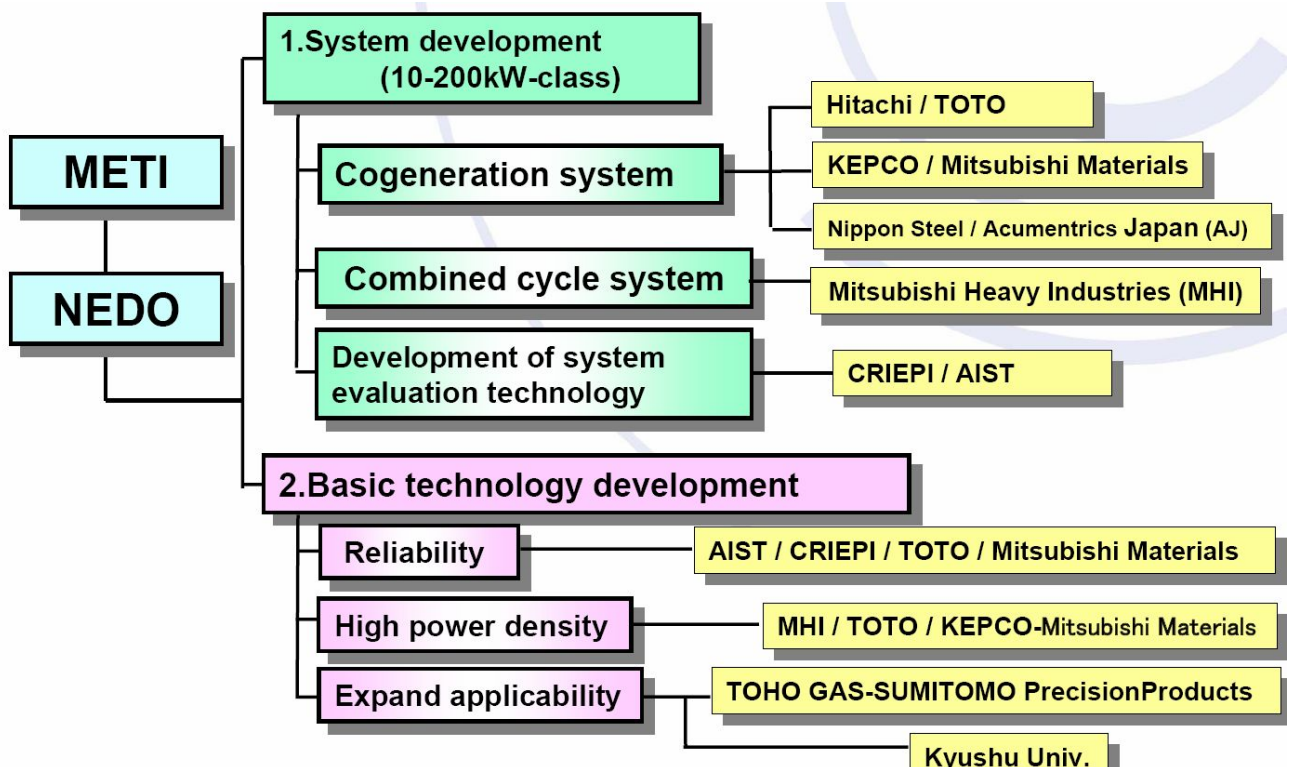 METI
NEDO
1.System development
(10-200kW-class)
Cogeneration system
Hitachi / TOTO
KEPCO / Mitsubishi Materials
Nippon Steel / Acumentrics Japan (AJ)
Combined cycle system
Mitsubishi Heavy Industries (MHI)
Development of system
evaluation technology
CRIEPI / AIST
2.Basic technology development
Reliability
AIST / CRIEPI / TOTO / Mitsubishi Materials
High power density
MHI / TOTO / KEPCO-Mitsubishi Materials
Expand applicability
TOHO GAS-SUMITOMO PrecisionProducts
Kyushu Univ.